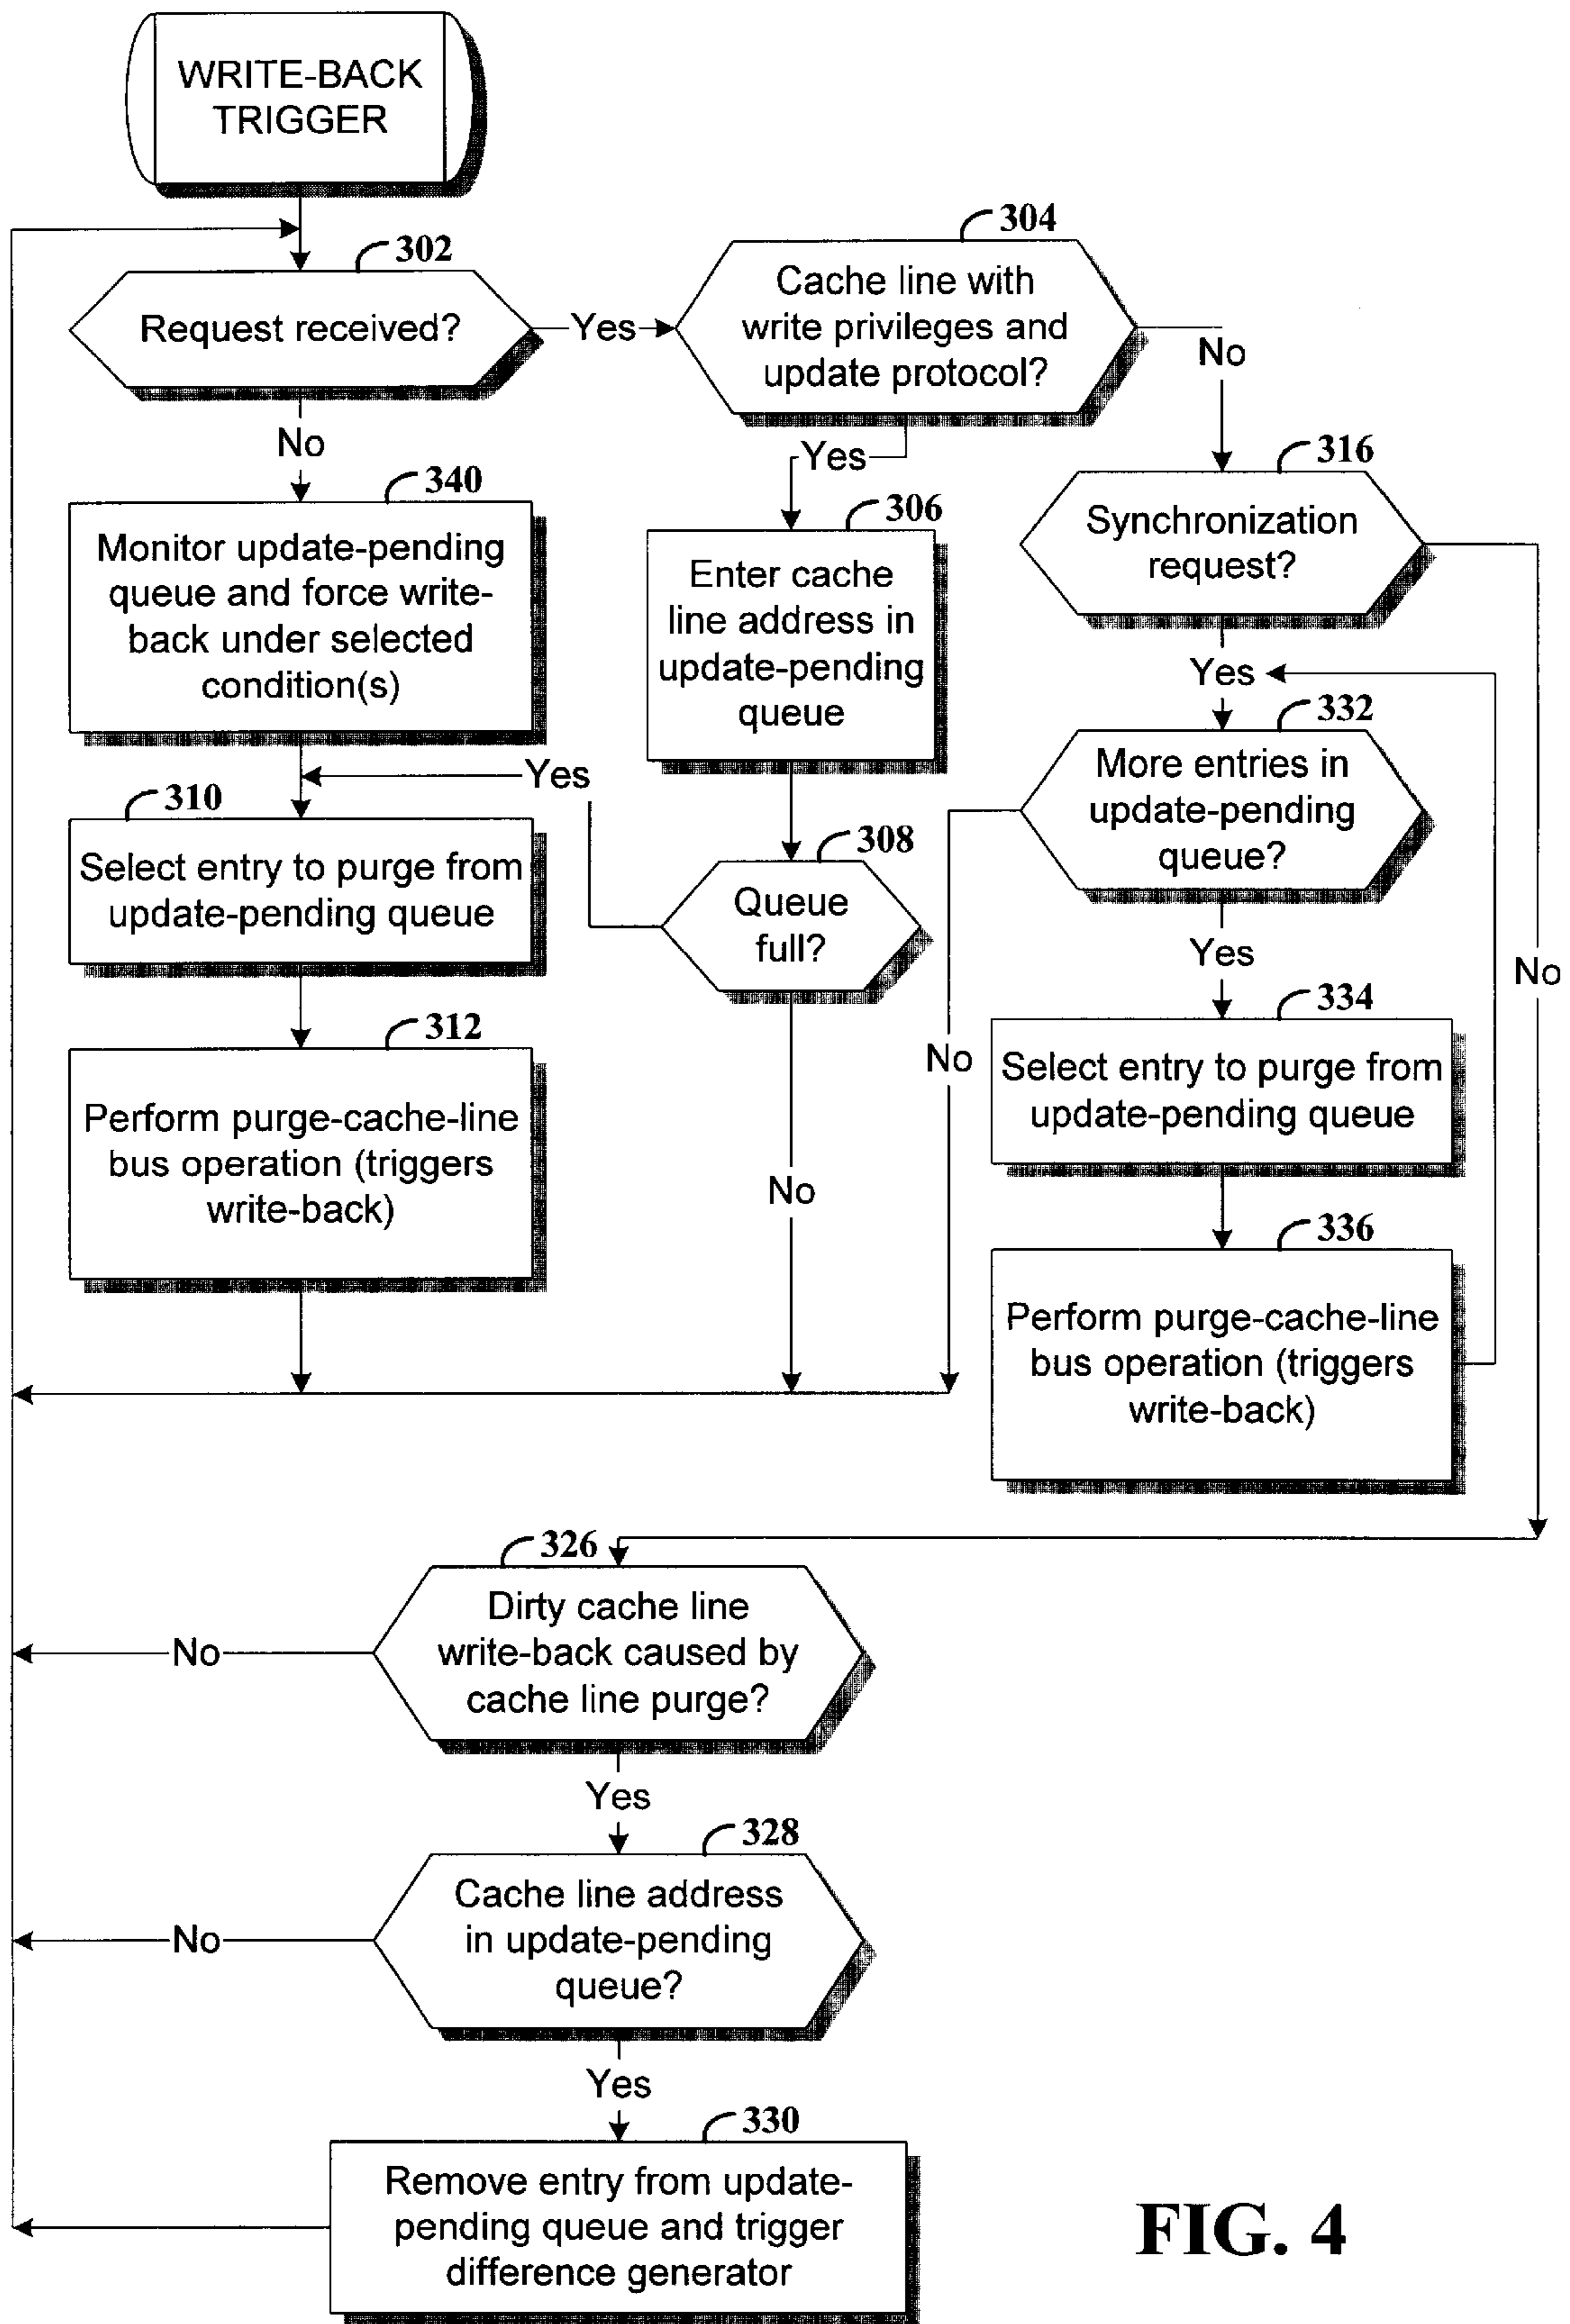 WRITE-BACK
TRIGGER
302
Request received?
Yes
304
Cache line with
write privileges and
update protocol?
No
No
Yes
340
Monitor update-pending
queue and force write-
back under selected
condition(s)
306
Enter cache
line address in
update-pending
queue
316
Synchronization
request?
Yes
332
More entries in
update-pending
queue?
Yes
310
Select entry to purge from
update-pending queue
308
Queue
full?
Yes
No
312
Perform purge-cache-line
bus operation (triggers
write-back)
No
No
334
Select entry to purge from
update-pending queue
336
Perform purge-cache-line
bus operation (triggers
write-back)
326
Dirty cache line
write-back caused by
cache line purge?
No
Yes
328
Cache line address
in update-pending
queue?
No
Yes
330
Remove entry from update-
pending queue and trigger
difference generator
FIG. 4